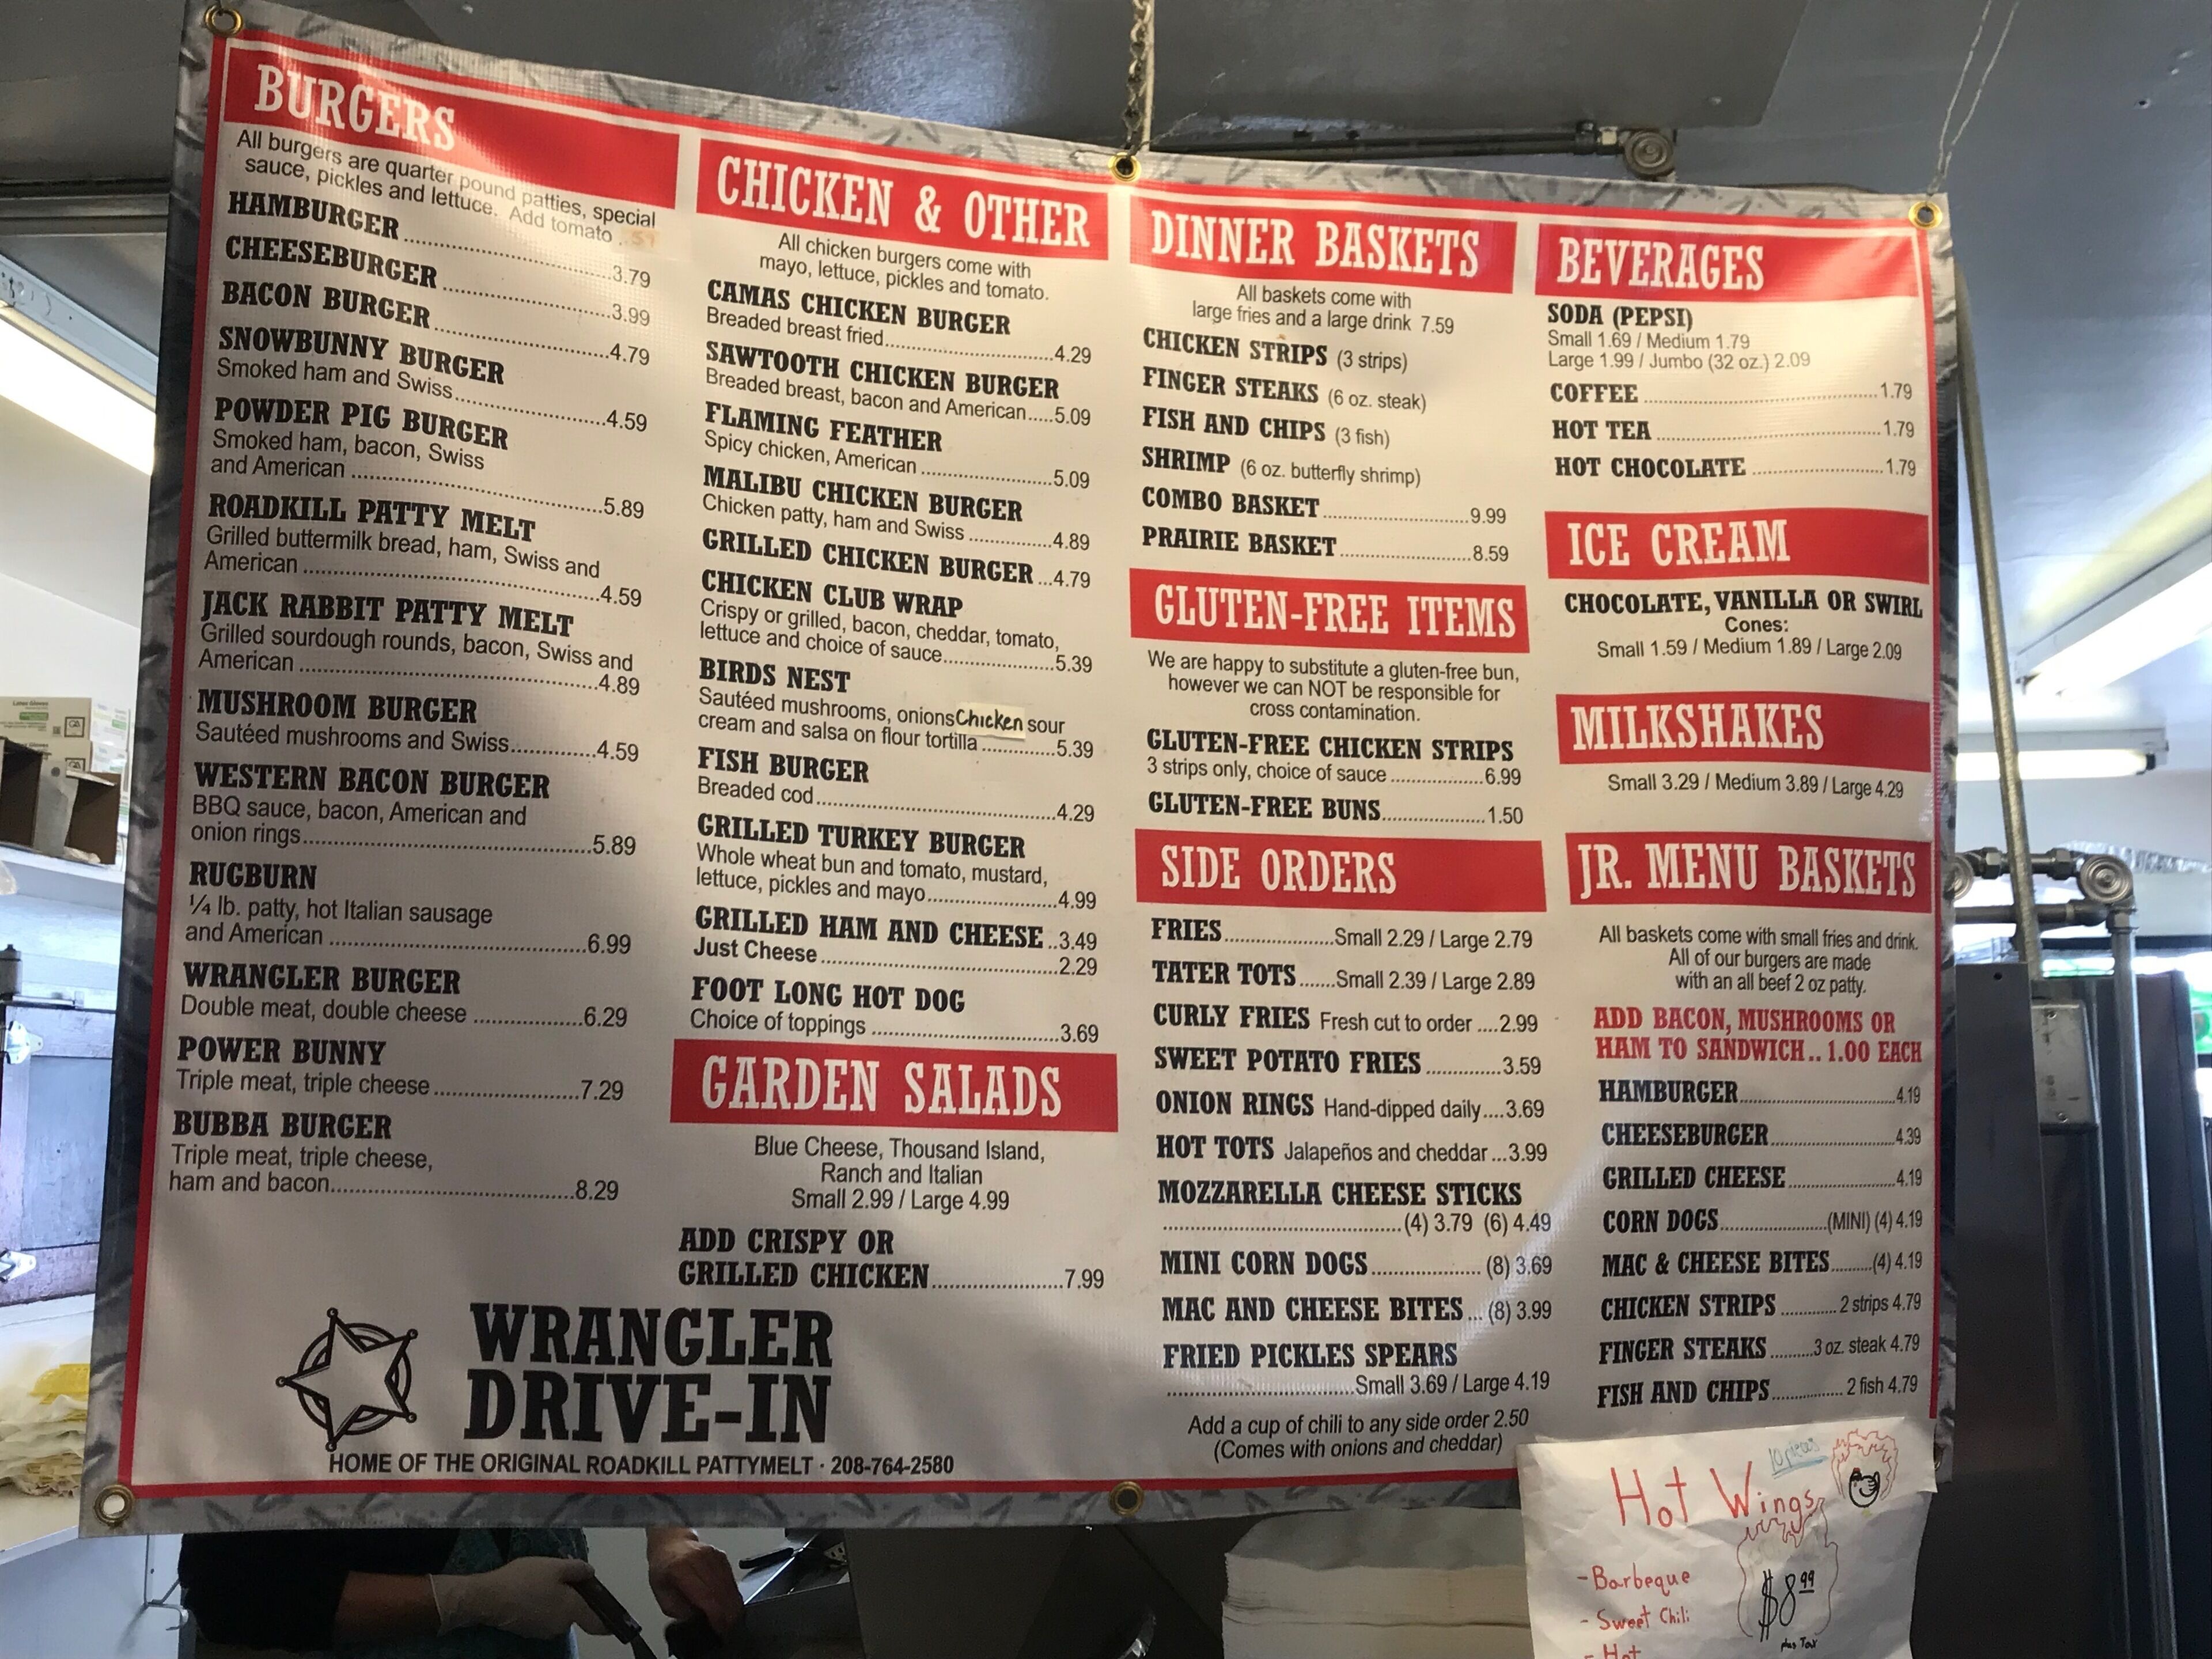 BURGERS
All burgers are quarter pound patties, special
sauce, pickles and lettuce. Add tomato .
HAMBURGER ..........3.79
CHEESEBURGER ..........3.99
BACON BURGER ..........4.79
SNOWBUNNY BURGER
Smoked ham and Swiss..........4.59
POWDER PIG BURGER
Smoked ham, bacon, Swiss
and American ..........5.89
ROADKILL PATTY MELT
Grilled buttermilk bread, ham, Swiss and
American ..........4.59
JACK RABBIT PATTY MELT
Grilled sourdough rounds, bacon, Swiss and
American ..........4.89
MUSHROOM BURGER
Sautéed mushrooms and Swiss..........4.59
WESTERN BACON BURGER
BBQ sauce, bacon, American and
onion rings..........5.89
RUGBURN
¼ lb. patty, hot Italian sausage
and American ..........6.99
WRANGLER BURGER
Double meat, double cheese ..........6.29
POWER BUNNY
Triple meat, triple cheese..........7.29
BUBBA BURGER
Triple meat, triple cheese,
ham and bacon..........8.29
CHICKEN & OTHER
All chicken burgers come with
mayo, lettuce, pickles and tomato.
CAMAS CHICKEN BURGER
Breaded breast fried..........4.29
SAWTOOTH CHICKEN BURGER
Breaded breast, bacon and American.....5.09
FLAMING FEATHER
Spicy chicken, American ..........5.09
MALIBU CHICKEN BURGER
Chicken patty, ham and Swiss ..........4.89
GRILLED CHICKEN BURGER ...4.79
CHICKEN CLUB WRAP
Crispy or grilled, bacon, cheddar, tomato,
lettuce and choice of sauce..........5.39
BIRDS NEST
Sautéed mushrooms, onions Chicken sour
cream and salsa on flour tortilla ..........5.39
FISH BURGER
Breaded cod..........4.29
GRILLED TURKEY BURGER
Whole wheat bun and tomato, mustard,
lettuce, pickles and mayo..........4.99
GRILLED HAM AND CHEESE ..3.49
Just Cheese ..........2.29
FOOT LONG HOT DOG
Choice of toppings ..........3.69
GARDEN SALADS
Blue Cheese, Thousand Island,
Ranch and Italian
Small 2.99 / Large 4.99
ADD CRISPY OR
GRILLED CHICKEN..........7.99
WRANGLER
DRIVE-IN
HOME OF THE ORIGINAL ROADKILL PATTYMELT · 208-764-2580
DINNER BASKETS
All baskets come with
large fries and a large drink 7.59
CHICKEN STRIPS (3 strips)
FINGER STEAKS (6 oz. steak)
FISH AND CHIPS (3 fish)
SHRIMP (6 oz. butterfly shrimp)
COMBO BASKET ..........9.99
PRAIRIE BASKET..........8.59
GLUTEN-FREE ITEMS
We are happy to substitute a gluten-free bun,
however we can NOT be responsible for
cross contamination.
GLUTEN-FREE CHICKEN STRIPS
3 strips only, choice of sauce ..........6.99
GLUTEN-FREE BUNS..........1.50
SIDE ORDERS
FRIES..........Small 2.29 / Large 2.79
TATER TOTS .......Small 2.39 / Large 2.89
CURLY FRIES Fresh cut to order ....2.99
SWEET POTATO FRIES ..........3.59
ONION RINGS Hand-dipped daily....3.69
HOT TOTS Jalapeños and cheddar ...3.99
MOZZARELLA CHEESE STICKS
..........(4) 3.79 (6) 4.49
MINI CORN DOGS .......... (8) 3.69
MAC AND CHEESE BITES ... (8) 3.99
FRIED PICKLES SPEARS
..........Small 3.69 / Large 4.19
Add a cup of chili to any side order 2.50
(Comes with onions and cheddar)
BEVERAGES
SODA (PEPSI)
Small 1.69 / Medium 1.79
Large 1.99 / Jumbo (32 oz.) 2.09
COFFEE ..........1.79
HOT TEA ..........1.79
HOT CHOCOLATE ..........1.79
ICE CREAM
CHOCOLATE, VANILLA OR SWIRL
Cones:
Small 1.59 / Medium 1.89 / Large 2.09
MILKSHAKES
Small 3.29 / Medium 3.89 / Large 4.29
JR. MENU BASKETS
All baskets come with small fries and drink.
All of our burgers are made
with an all beef 2 oz patty.
ADD BACON, MUSHROOMS OR
HAM TO SANDWICH .. 1.00 EACH
HAMBURGER..........4.19
CHEESEBURGER..........4.39
GRILLED CHEESE..........4.19
CORN DOGS..........(MINI) (4) 4.19
MAC & CHEESE BITES.........(4) 4.19
CHICKEN STRIPS ............ 2 strips 4.79
FINGER STEAKS ..........3 oz. steak 4.79
FISH AND CHIPS ............... 2 fish 4.79
10 pieces
Hot Wings
- Barbeque
- Sweet Chili
- Hot
$8.99
plus Tax